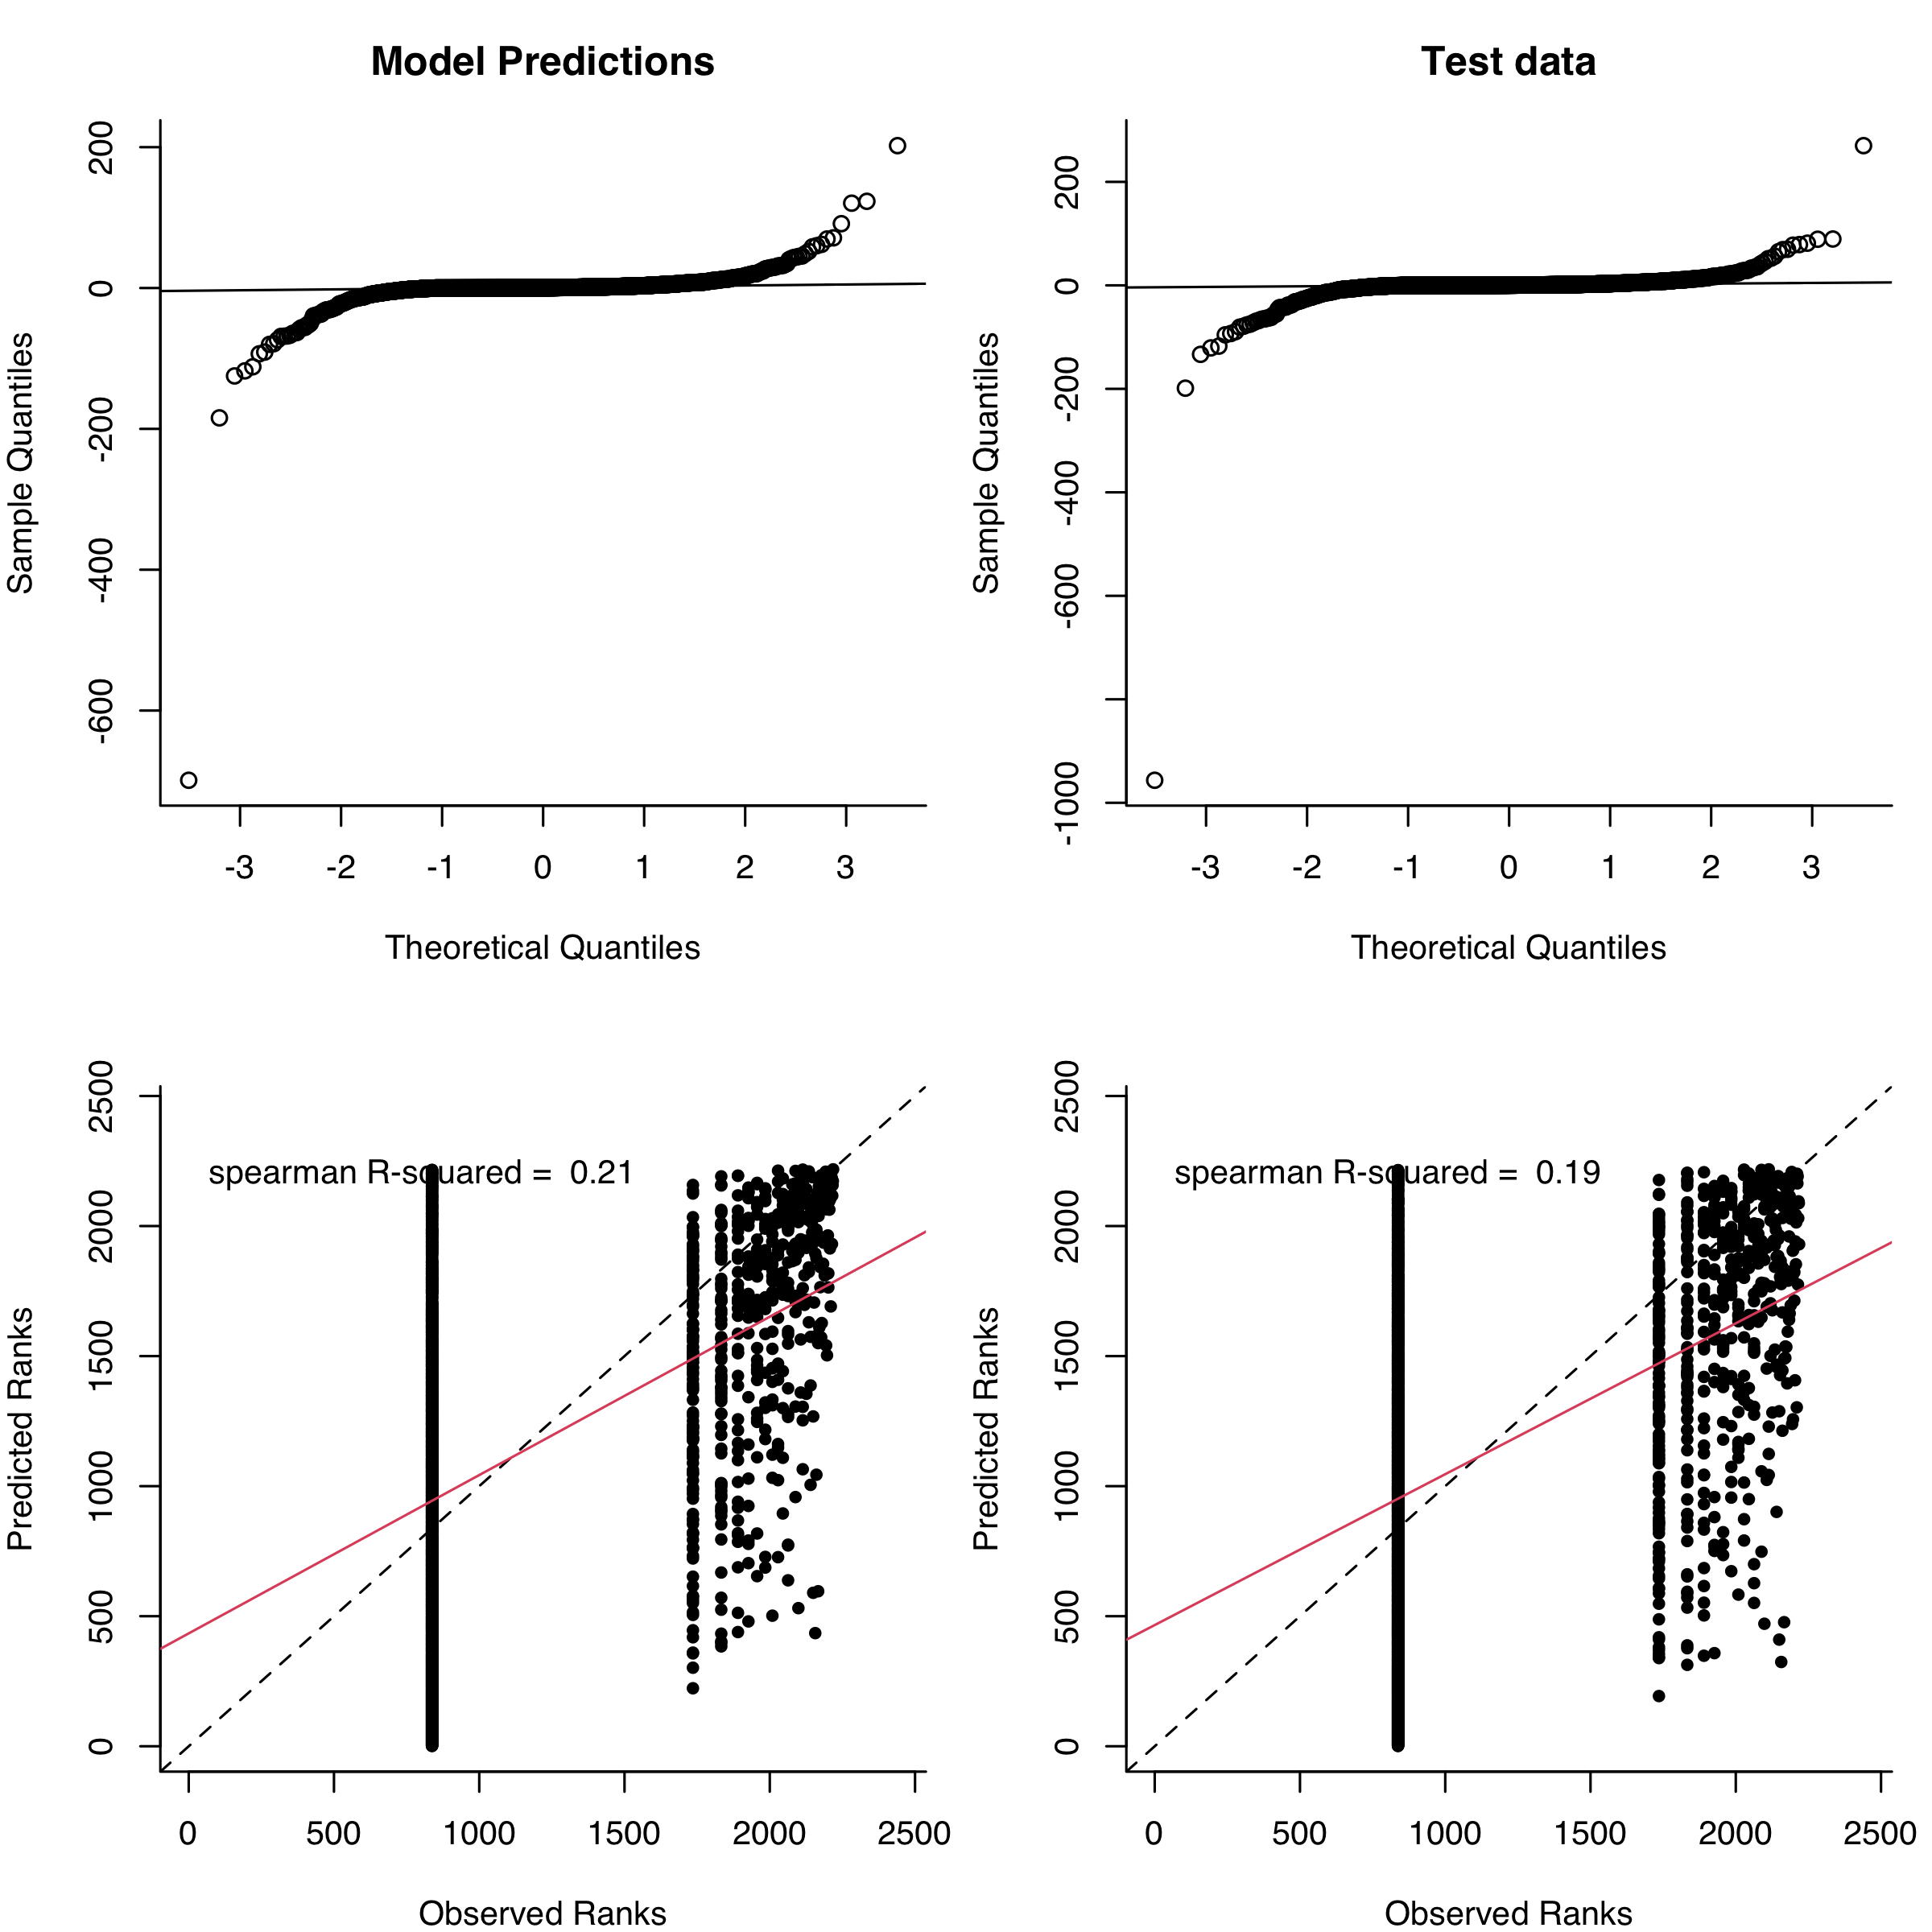 Model Predictions
Sample Quantiles
200
0
-200
-400
-600
-3 -2 -1 0 1 2 3
Theoretical Quantiles
Test data
Sample Quantiles
200
0
-200
-400
-600
-1000
-3 -2 -1 0 1 2 3
Theoretical Quantiles
Predicted Ranks
2500
2000
1500
1000
500
0
spearman R-squared = 0.21
0 500 1000 1500 2000 2500
Observed Ranks
Predicted Ranks
2500
2000
1500
1000
500
0
spearman R-squared = 0.19
0 500 1000 1500 2000 2500
Observed Ranks